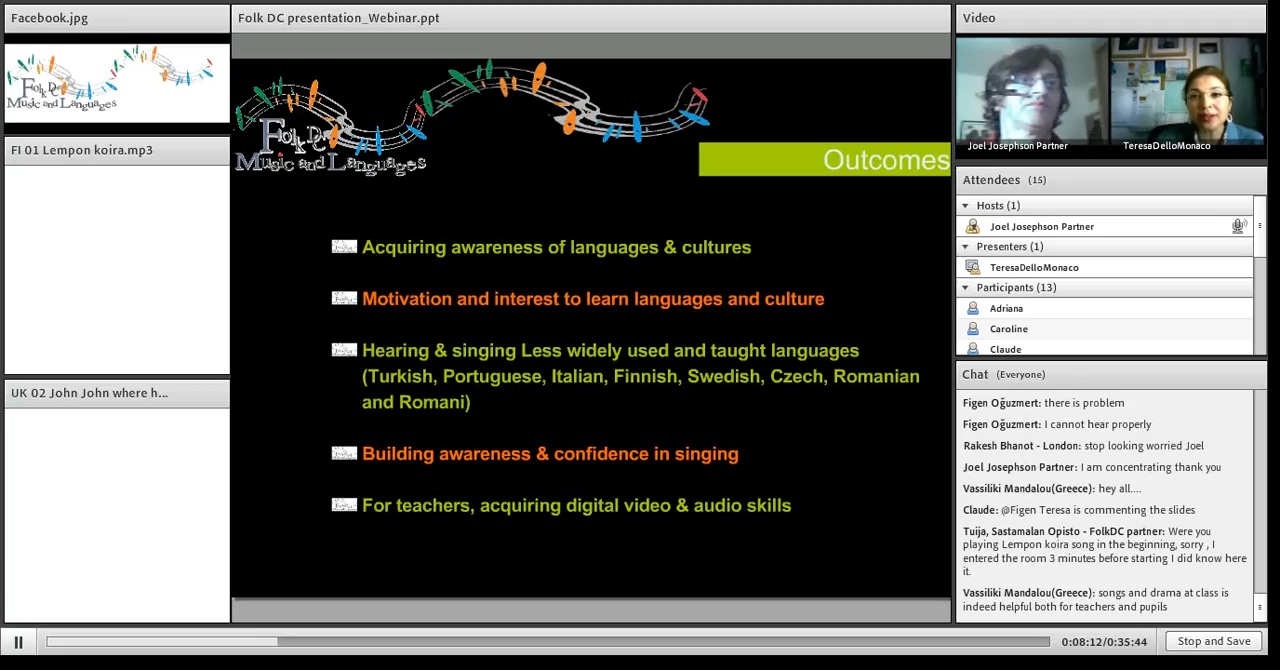 Facebook.jpg
Folk DC
Music and Languages
FI 01 Lempon koira.mp3
UK 02 John John where h...
Folk DC presentation_Webinar.ppt
Folk DC
Music and Languages
Outcomes
Acquiring awareness of languages & cultures
Motivation and interest to learn languages and culture
Hearing & singing Less widely used and taught languages
(Turkish, Portuguese, Italian, Finnish, Swedish, Czech, Romanian
and Romani)
Building awareness & confidence in singing
For teachers, acquiring digital video & audio skills
Video
Joel Josephson Partner
TeresaDelloMonaco
Attendees (15)
Hosts (1)
Joel Josephson Partner
Presenters (1)
TeresaDelloMonaco
Participants (13)
Adriana
Caroline
Claude
Chat (Everyone)
Figen Oğuzmert: there is problem
Figen Oğuzmert: I cannot hear properly
Rakesh Bhanot - London: stop looking worried Joel
Joel Josephson Partner: I am concentrating thank you
Vassiliki Mandalou(Greece): hey all....
Claude: @Figen Teresa is commenting the slides
Tuija, Sastamalan Opisto - FolkDC partner: Were you
playing Lempon koira song in the beginning, sorry , I
entered the room 3 minutes before starting I did know here
it.
Vassiliki Mandalou(Greece): songs and drama at class is
indeed helpful both for teachers and pupils
0:08:12/0:35:44
Stop and Save